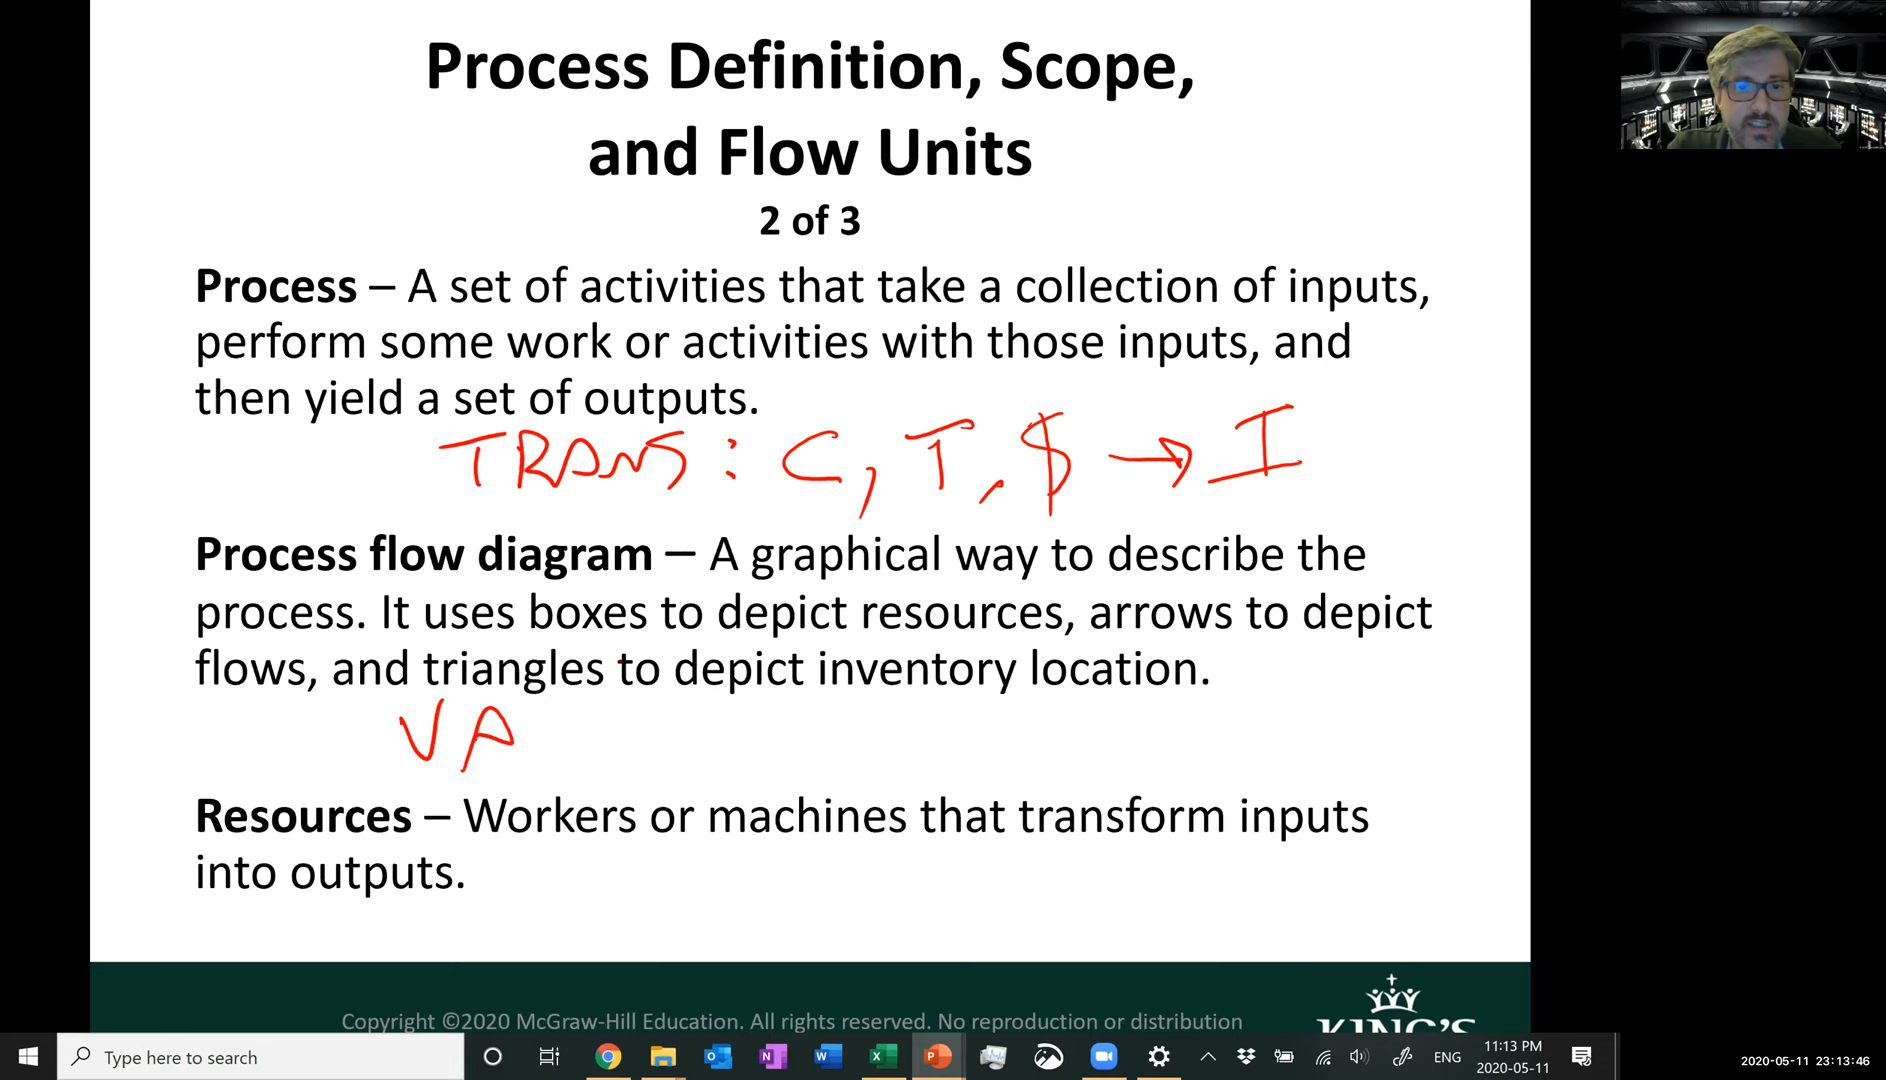 Process Definition, Scope,
and Flow Units
2 of 3
Process – A set of activities that take a collection of inputs,
perform some work or activities with those inputs, and
then yield a set of outputs.
TRANS: C, T, $ → I
Process flow diagram – A graphical way to describe the
process. It uses boxes to depict resources, arrows to depict
flows, and triangles to depict inventory location.
VA
Resources – Workers or machines that transform inputs
into outputs.
Copyright ©2020 McGraw-Hill Education. All rights reserved. No reproduction or distribution
KING'S
Type here to search
ENG
11:13 PM
2020-05-11
2020-05-11 23:13:46